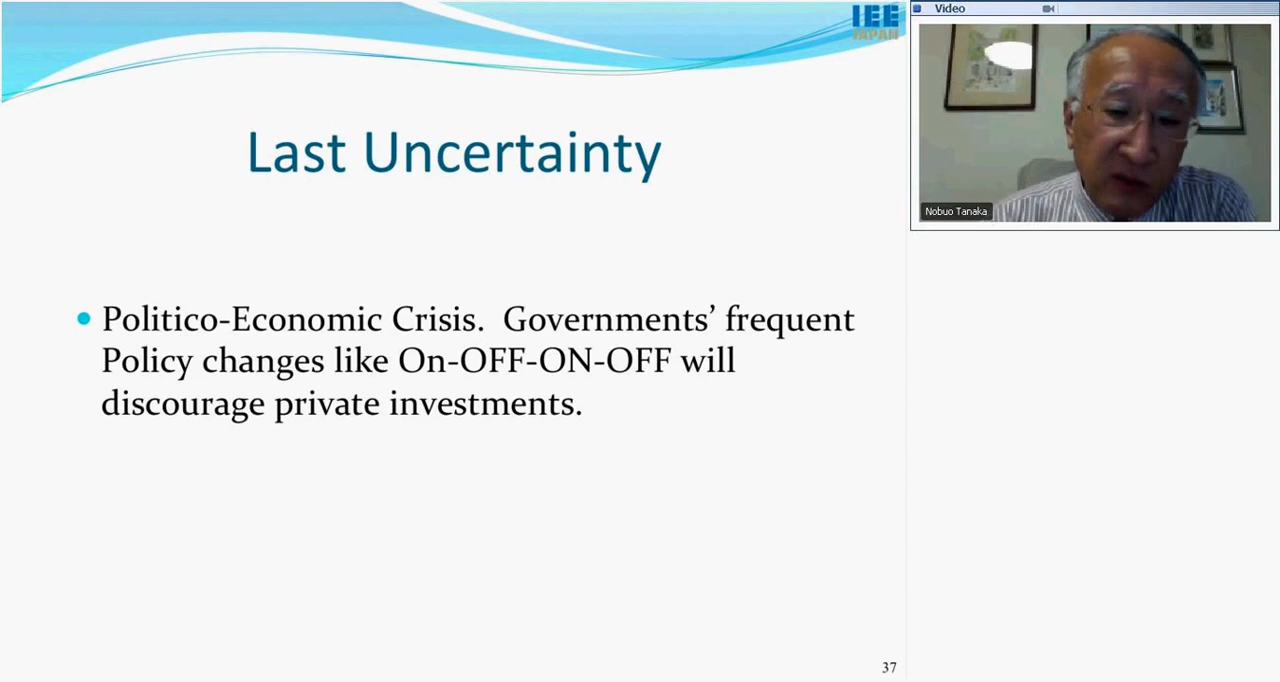 IEE
JAPAN
Video
Nobuo Tanaka
Last Uncertainty
Politico-Economic Crisis.  Governments’ frequent
Policy changes like On-OFF-ON-OFF will
discourage private investments.
37